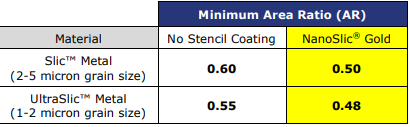 Minimum Area Ratio (AR)
Material No Stencil Coating NanoSlic® Gold
Slic™ Metal
(2-5 micron grain size) 0.60 0.50
UltraSlic™ Metal
(1-2 micron grain size) 0.55 0.48